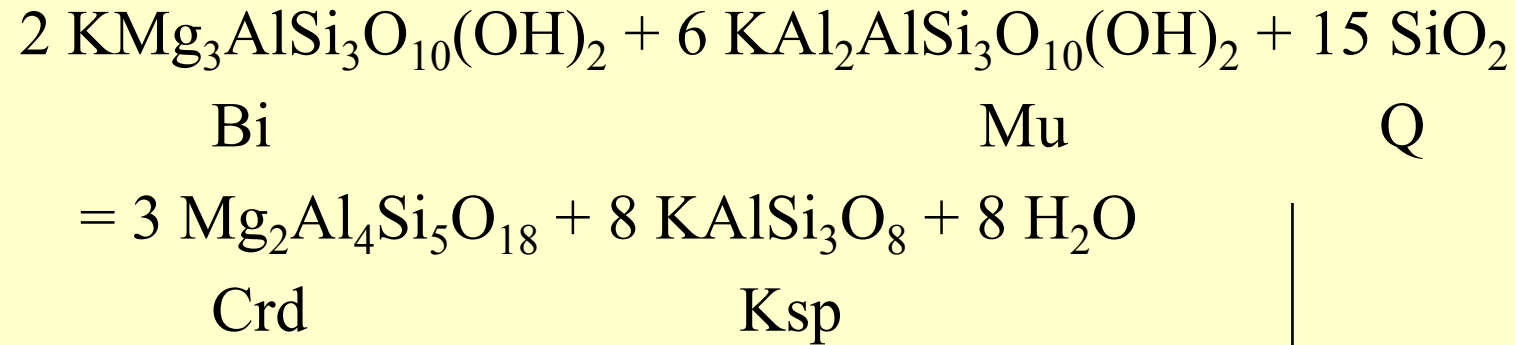 2 KMg₃AlSi₃O₁₀(OH)₂ + 6 KAl₂AlSi₃O₁₀(OH)₂ + 15 SiO₂
Bi Mu Q
= 3 Mg₂Al₄Si₅O₁₈ + 8 KAlSi₃O₈ + 8 H₂O
Crd Ksp